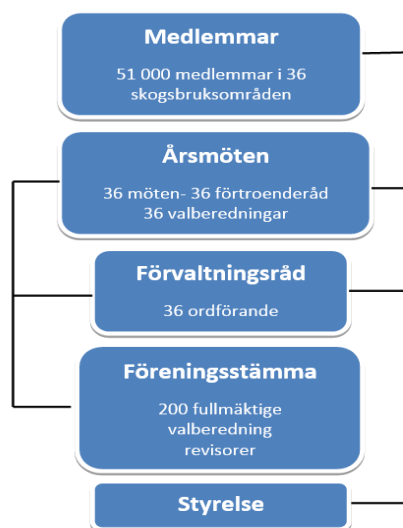 Medlemmar
51 000 medlemmar i 36
skogsbruksområden
Årsmöten
36 möten- 36 förtroenderåd
36 valberedningar
Förvaltningsråd
36 ordförande
Föreningsstämma
200 fullmäktige
valberedning
revisorer
Styrelse